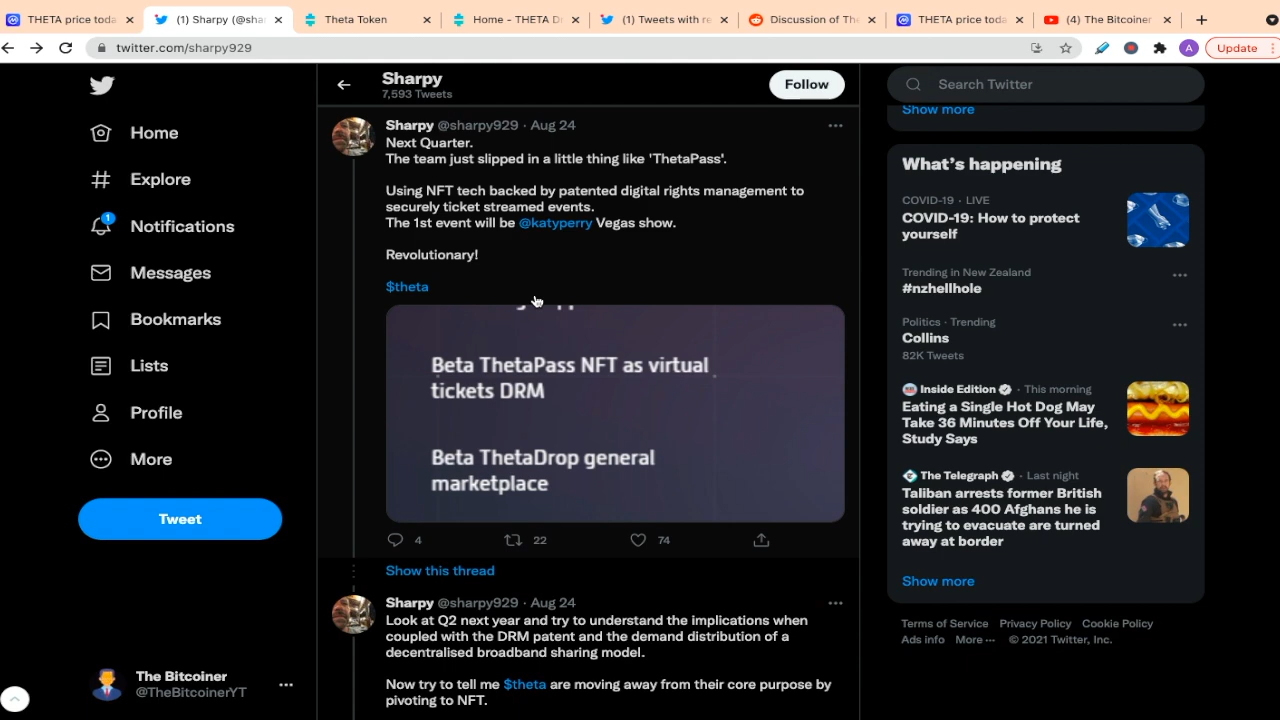 THETA price toda
(1) Sharpy (@sha
Theta Token
Home - THETA D
(1) Tweets with re
Discussion of The
THETA price toda
(4) The Bitcoiner
twitter.com/sharpy929
A
Update
Home
Explore
1
Notifications
Messages
Bookmarks
Lists
Profile
More
Tweet
The Bitcoiner
@TheBitcoinerYT
Sharpy
7,593 Tweets
Follow
Sharpy @sharpy929 · Aug 24
Next Quarter.
The team just slipped in a little thing like 'ThetaPass'.
Using NFT tech backed by patented digital rights management to
securely ticket streamed events.
The 1st event will be @katyperry Vegas show.
Revolutionary!
$theta
Beta ThetaPass NFT as virtual
tickets DRM
Beta ThetaDrop general
marketplace
4
22
74
Show this thread
Sharpy @sharpy929 · Aug 24
Look at Q2 next year and try to understand the implications when
coupled with the DRM patent and the demand distribution of a
decentralised broadband sharing model.
Now try to tell me $theta are moving away from their core purpose by
pivoting to NFT.
Search Twitter
Show more
What's happening
COVID-19 · LIVE
COVID-19: How to protect
yourself
Trending in New Zealand
#nzhellhole
Politics · Trending
Collins
82K Tweets
Inside Edition · This morning
Eating a Single Hot Dog May
Take 36 Minutes Off Your Life,
Study Says
The Telegraph · Last night
Taliban arrests former British
soldier as 400 Afghans he is
trying to evacuate are turned
away at border
Show more
Terms of Service Privacy Policy Cookie Policy
Ads info More ··· © 2021 Twitter, Inc.